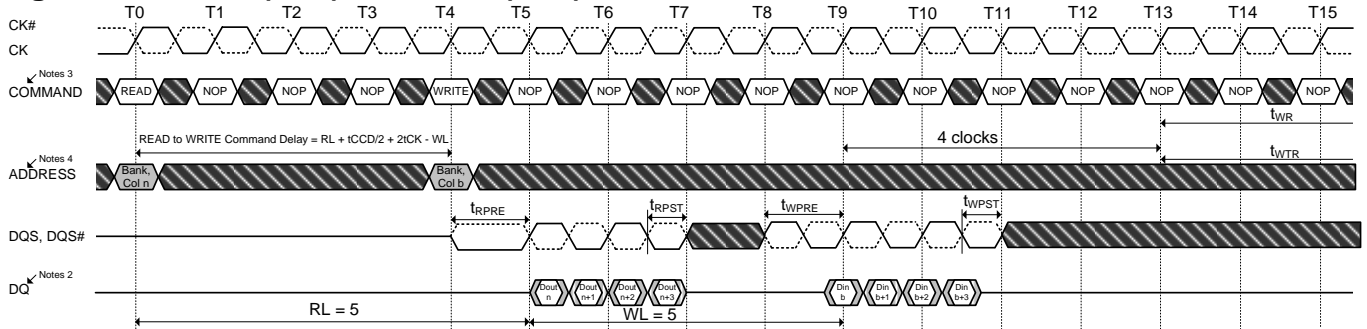 T0 T1 T2 T3 T4 T5 T6 T7 T8 T9 T10 T11 T12 T13 T14 T15
CK#
CK
Notes 3
COMMAND READ NOP NOP NOP WRITE NOP NOP NOP NOP NOP NOP NOP NOP NOP NOP NOP
tWR
READ to WRITE Command Delay = RL + tCCD/2 + 2tCK - WL
4 clocks
tWTR
Notes 4
ADDRESS
Bank, Col n
Bank, Col b
tRPRE tRPST tWPRE tWPST
DQS, DQS#
Notes 2
DQ
Dout n
Dout n+1
Dout n+2
Dout n+3
Din b
Din b+1
Din b+2
Din b+3
RL = 5 WL = 5